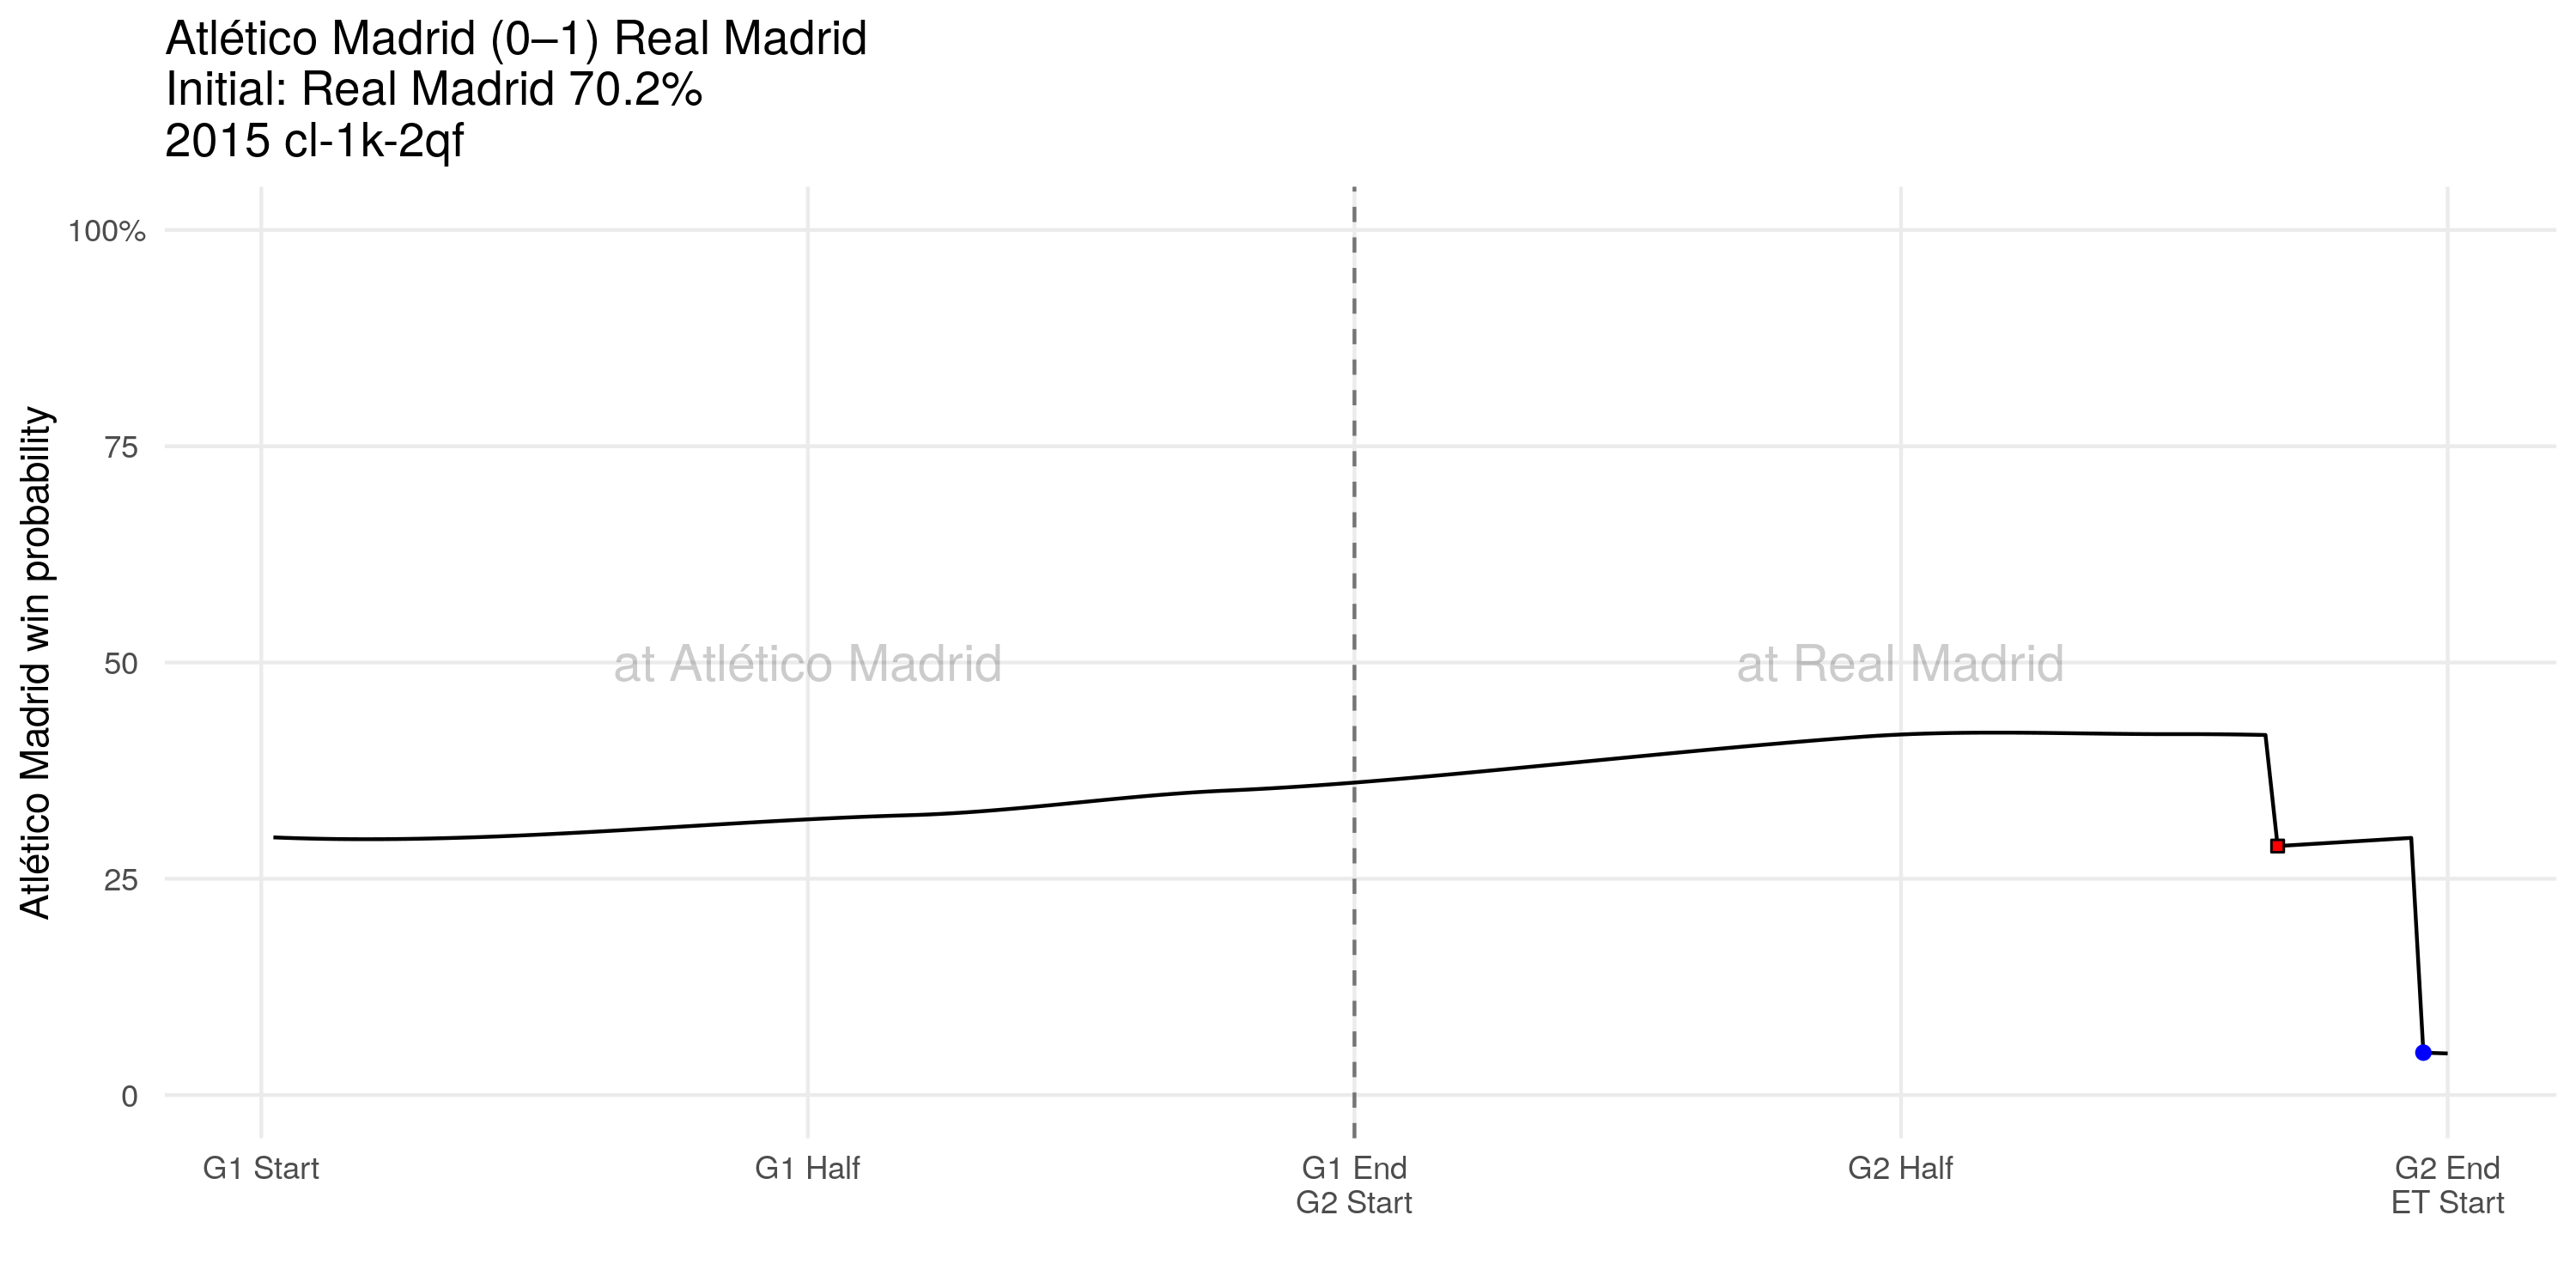 Atlético Madrid (0–1) Real Madrid
Initial: Real Madrid 70.2%
2015 cl-1k-2qf
Atlético Madrid win probability
100%
75
50
25
0
at Atlético Madrid
at Real Madrid
G1 Start
G1 Half
G1 End
G2 Start
G2 Half
G2 End
ET Start